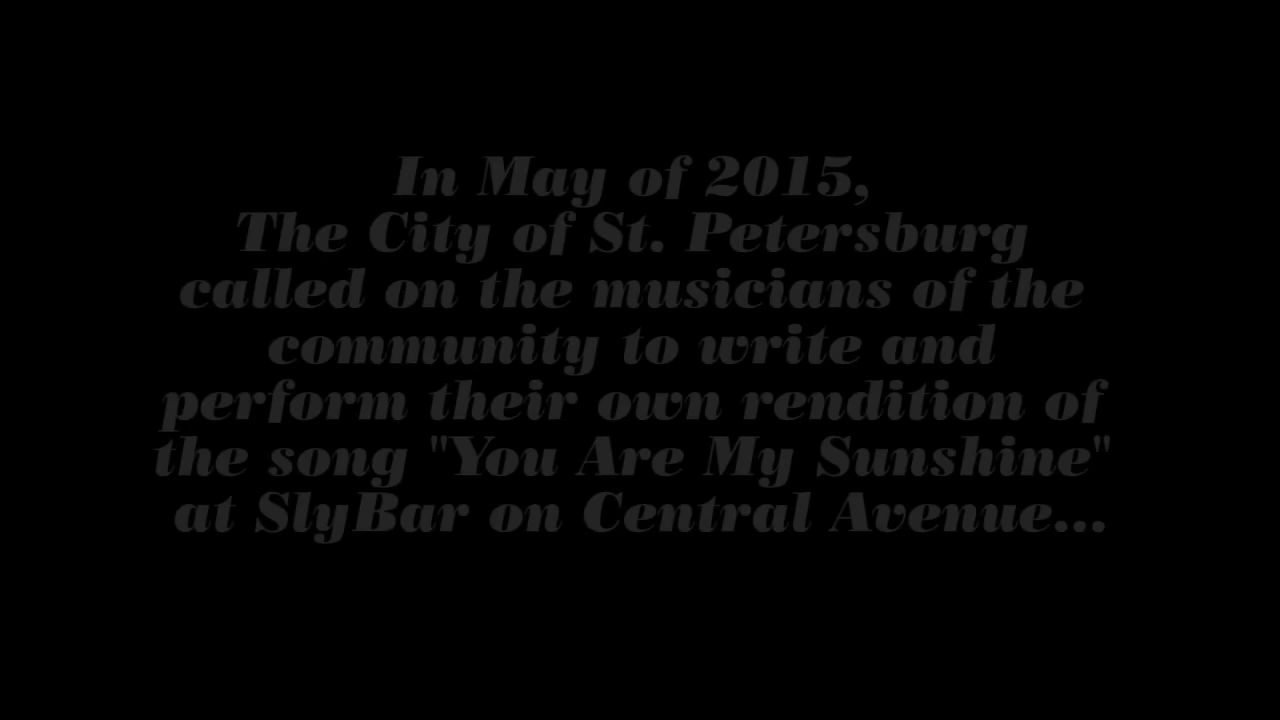 In May of 2015,
The City of St. Petersburg
called on the musicians of the
community to write and
perform their own rendition of
the song "You Are My Sunshine"
at SlyBar on Central Avenue...